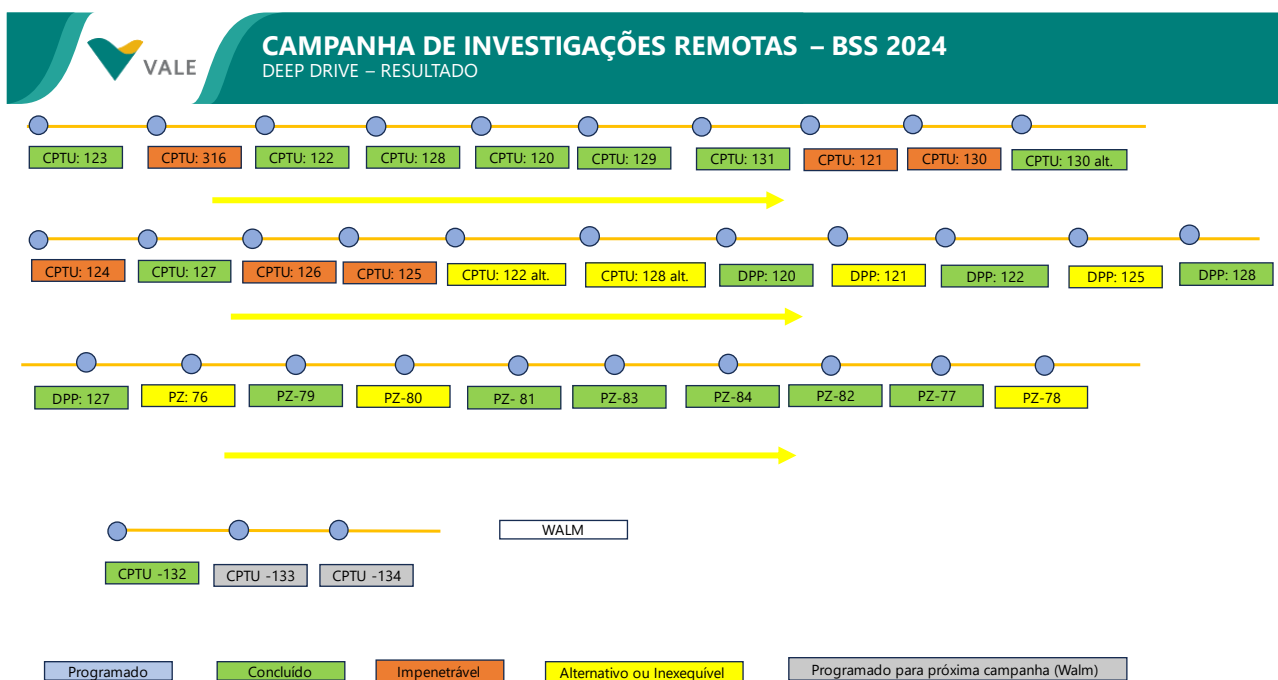 VALE
CAMPANHA DE INVESTIGAÇÕES REMOTAS – BSS 2024
DEEP DRIVE – RESULTADO
CPTU: 123
CPTU: 316
CPTU: 122
CPTU: 128
CPTU: 120
CPTU: 129
CPTU: 131
CPTU: 121
CPTU: 130
CPTU: 130 alt.
CPTU: 124
CPTU: 127
CPTU: 126
CPTU: 125
CPTU: 122 alt.
CPTU: 128 alt.
DPP: 120
DPP: 121
DPP: 122
DPP: 125
DPP: 128
DPP: 127
PZ: 76
PZ-79
PZ-80
PZ- 81
PZ-83
PZ-84
PZ-82
PZ-77
PZ-78
WALM
CPTU -132
CPTU -133
CPTU -134
Programado
Concluído
Impenetrável
Alternativo ou Inexequível
Programado para próxima campanha (Walm)